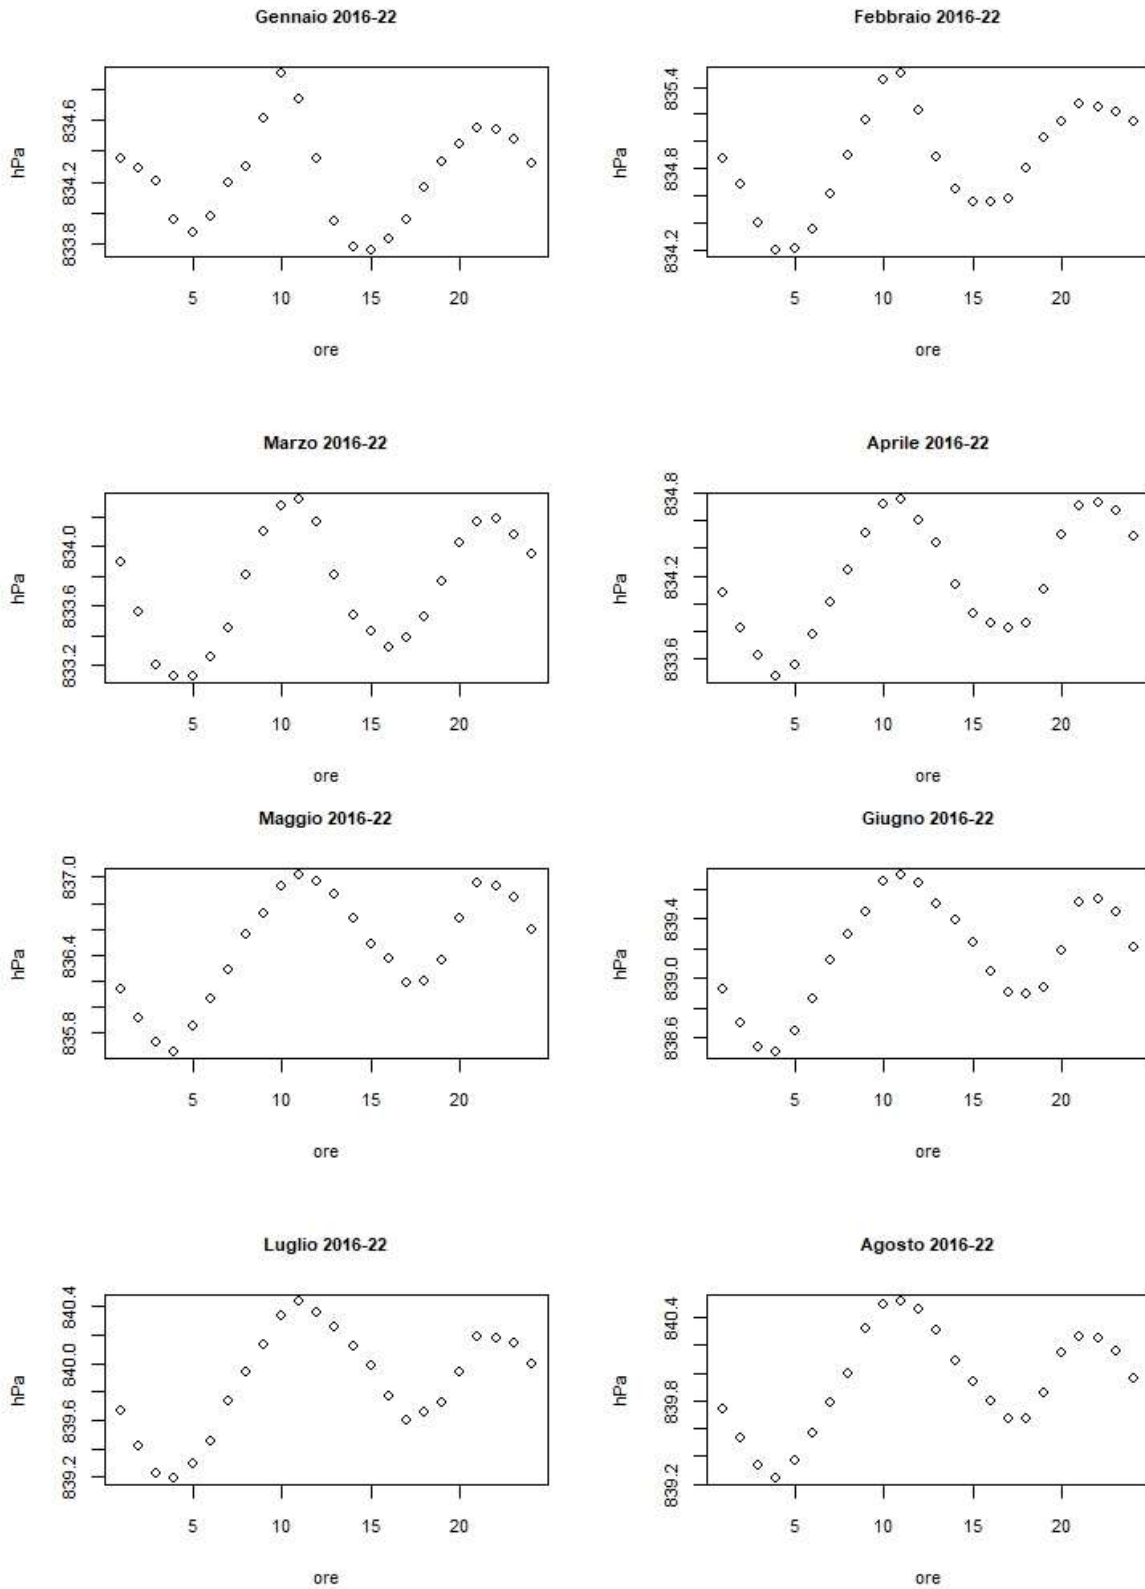 Gennaio 2016-22
hPa
834.6
834.2
833.8
5 10 15 20
ore
Febbraio 2016-22
hPa
835.4
834.8
834.2
5 10 15 20
ore
Marzo 2016-22
hPa
834.0
833.6
833.2
5 10 15 20
ore
Aprile 2016-22
hPa
834.8
834.2
833.6
5 10 15 20
ore
Maggio 2016-22
hPa
837.0
836.4
835.8
5 10 15 20
ore
Giugno 2016-22
hPa
839.4
839.0
838.6
5 10 15 20
ore
Luglio 2016-22
hPa
840.4
840.0
839.6
839.2
5 10 15 20
ore
Agosto 2016-22
hPa
840.4
839.8
839.2
5 10 15 20
ore